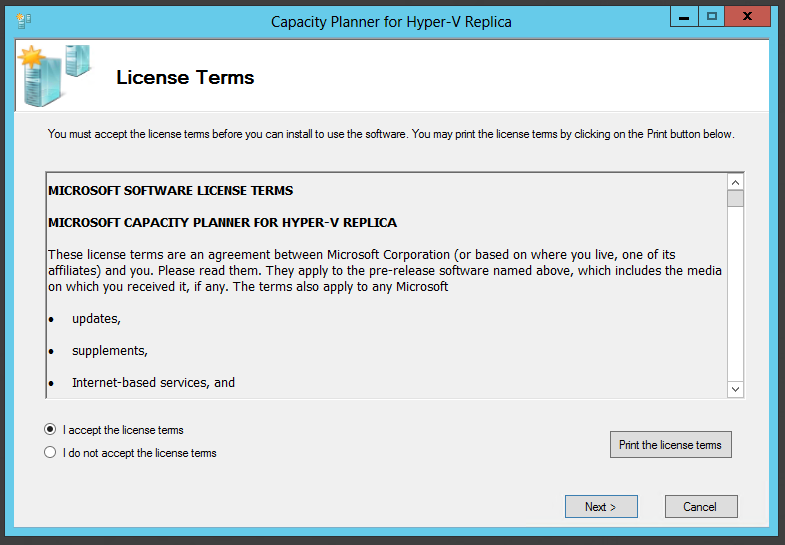 Capacity Planner for Hyper-V Replica
License Terms
You must accept the license terms before you can install to use the software. You may print the license terms by clicking on the Print button below.
MICROSOFT SOFTWARE LICENSE TERMS
MICROSOFT CAPACITY PLANNER FOR HYPER-V REPLICA
These license terms are an agreement between Microsoft Corporation (or based on where you live, one of its
affiliates) and you. Please read them. They apply to the pre-release software named above, which includes the media
on which you received it, if any. The terms also apply to any Microsoft
• updates,
• supplements,
• Internet-based services, and
I accept the license terms
I do not accept the license terms
Print the license terms
Next >
Cancel